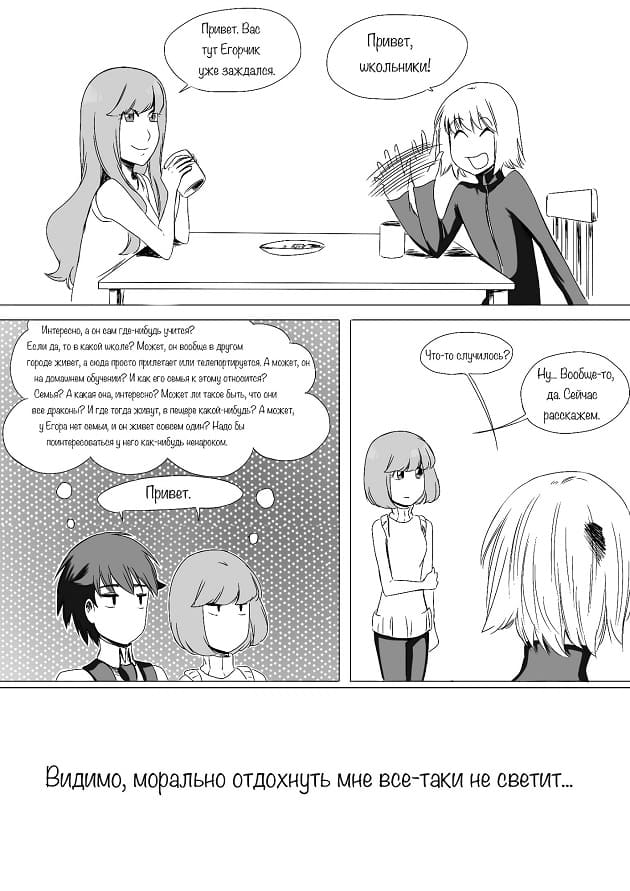 Привет. Вас
тут Егорчик
уже заждался.
Привет,
школьники!
Интересно, а он сам где-нибудь учится?
Если да, то в какой школе? Может, он вообще в другом
городе живет, а сюда просто прилетает или телепортируется. А может, он
на домашнем обучении? И как его семья к этому относится?
Семья? А какая она, интересно? Может ли такое быть, что они
все драконы? И где тогда живут, в пещере какой-нибудь? А может,
у Егора нет семьи, и он живет совсем один? Надо бы
поинтересоваться у него как-нибудь ненароком.
Привет.
Что-то случилось?
Ну... Вообще-то,
да. Сейчас
расскажем.
Видимо, морально отдохнуть мне все-таки не светит...